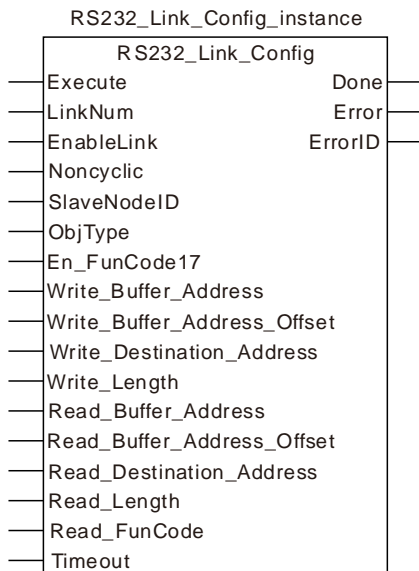 RS232_Link_Config_instance
RS232_Link_Config
Execute Done
LinkNum Error
EnableLink ErrorID
Noncyclic
SlaveNodeID
ObjType
En_FunCode17
Write_Buffer_Address
Write_Buffer_Address_Offset
Write_Destination_Address
Write_Length
Read_Buffer_Address
Read_Buffer_Address_Offset
Read_Destination_Address
Read_Length
Read_FunCode
Timeout